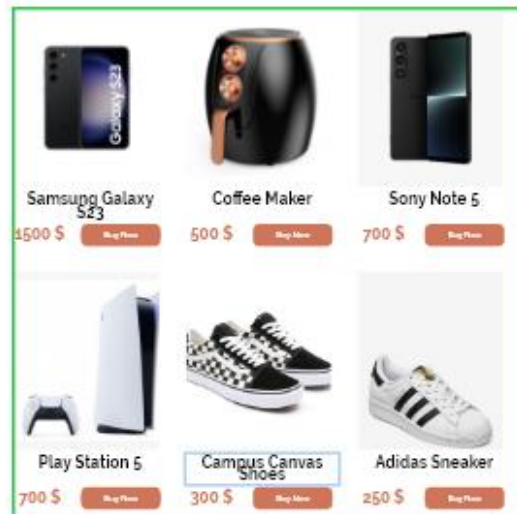 Galaxy S23
Samsung Galaxy
S23
Coffee Maker
Sony Note 5
1500 $
Buy Now
500 $
Buy Now
700 $
Buy Now
Play Station 5
Campus Canvas
Shoes
Adidas Sneaker
700 $
Buy Now
300 $
Buy Now
250 $
Buy Now